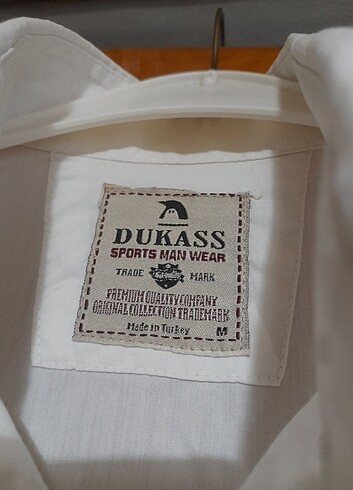 DUKASS
SPORTS MAN WEAR
TRADE MARK
PREMIUM QUALITY COMPANY
ORIGINAL COLLECTION TRADEMARK
Made in Turkey M